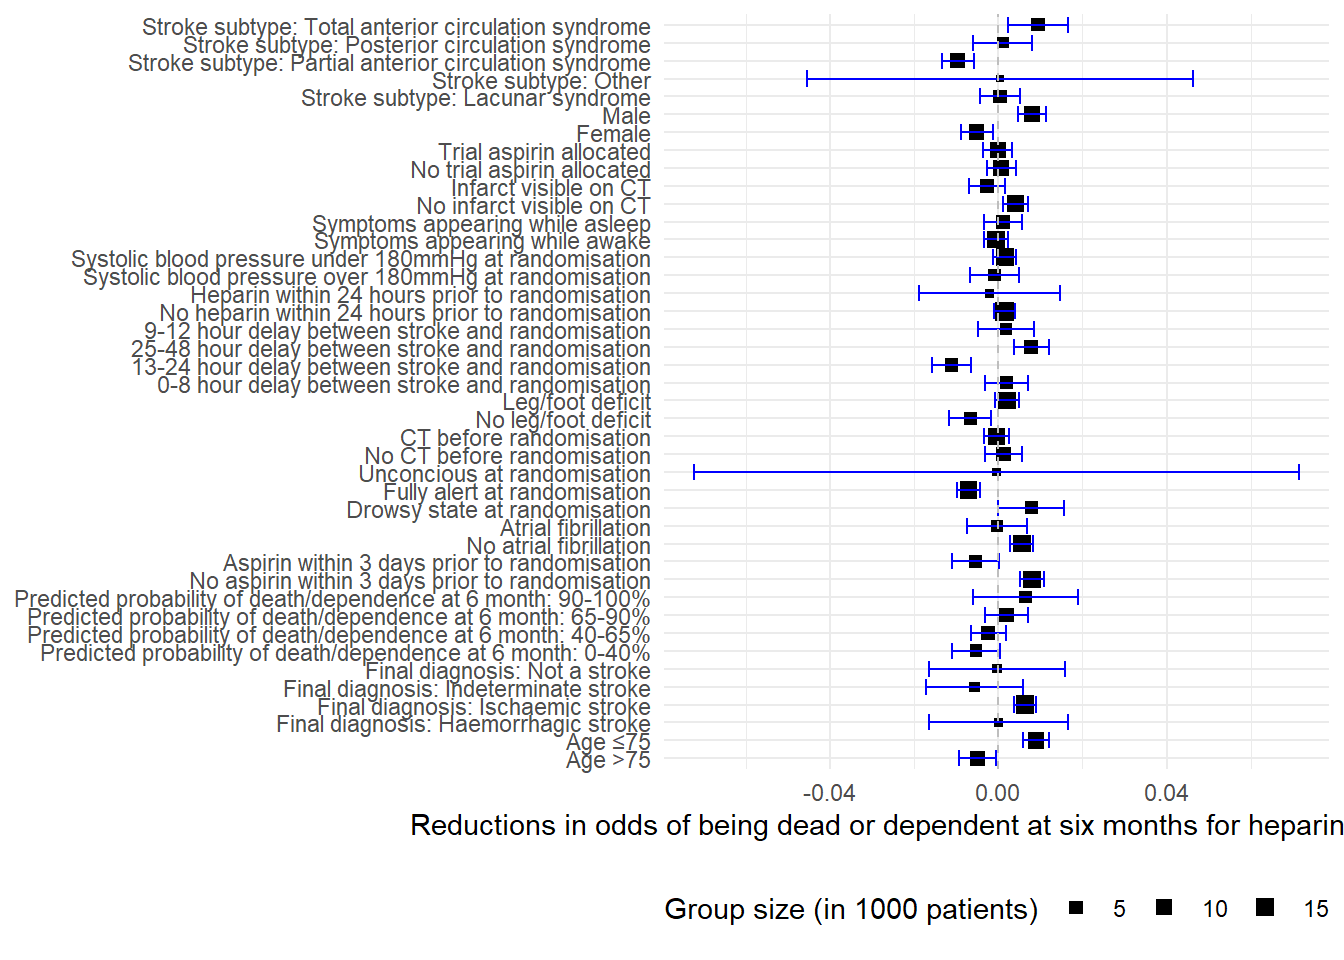 Stroke subtype: Total anterior circulation syndrome
Stroke subtype: Posterior circulation syndrome
Stroke subtype: Partial anterior circulation syndrome
Stroke subtype: Other
Stroke subtype: Lacunar syndrome
Male
Female
Trial aspirin allocated
No trial aspirin allocated
Infarct visible on CT
No infarct visible on CT
Symptoms appearing while asleep
Symptoms appearing while awake
Systolic blood pressure under 180mmHg at randomisation
Systolic blood pressure over 180mmHg at randomisation
Heparin within 24 hours prior to randomisation
No heparin within 24 hours prior to randomisation
9-12 hour delay between stroke and randomisation
25-48 hour delay between stroke and randomisation
13-24 hour delay between stroke and randomisation
0-8 hour delay between stroke and randomisation
Leg/foot deficit
No leg/foot deficit
CT before randomisation
No CT before randomisation
Unconcious at randomisation
Fully alert at randomisation
Drowsy state at randomisation
Atrial fibrillation
No atrial fibrillation
Aspirin within 3 days prior to randomisation
No aspirin within 3 days prior to randomisation
Predicted probability of death/dependence at 6 month: 90-100%
Predicted probability of death/dependence at 6 month: 65-90%
Predicted probability of death/dependence at 6 month: 40-65%
Predicted probability of death/dependence at 6 month: 0-40%
Final diagnosis: Not a stroke
Final diagnosis: Indeterminate stroke
Final diagnosis: Ischaemic stroke
Final diagnosis: Haemorrhagic stroke
Age ≤75
Age >75
-0.04 0.00 0.04
Reductions in odds of being dead or dependent at six months for heparin
Group size (in 1000 patients) 5 10 15